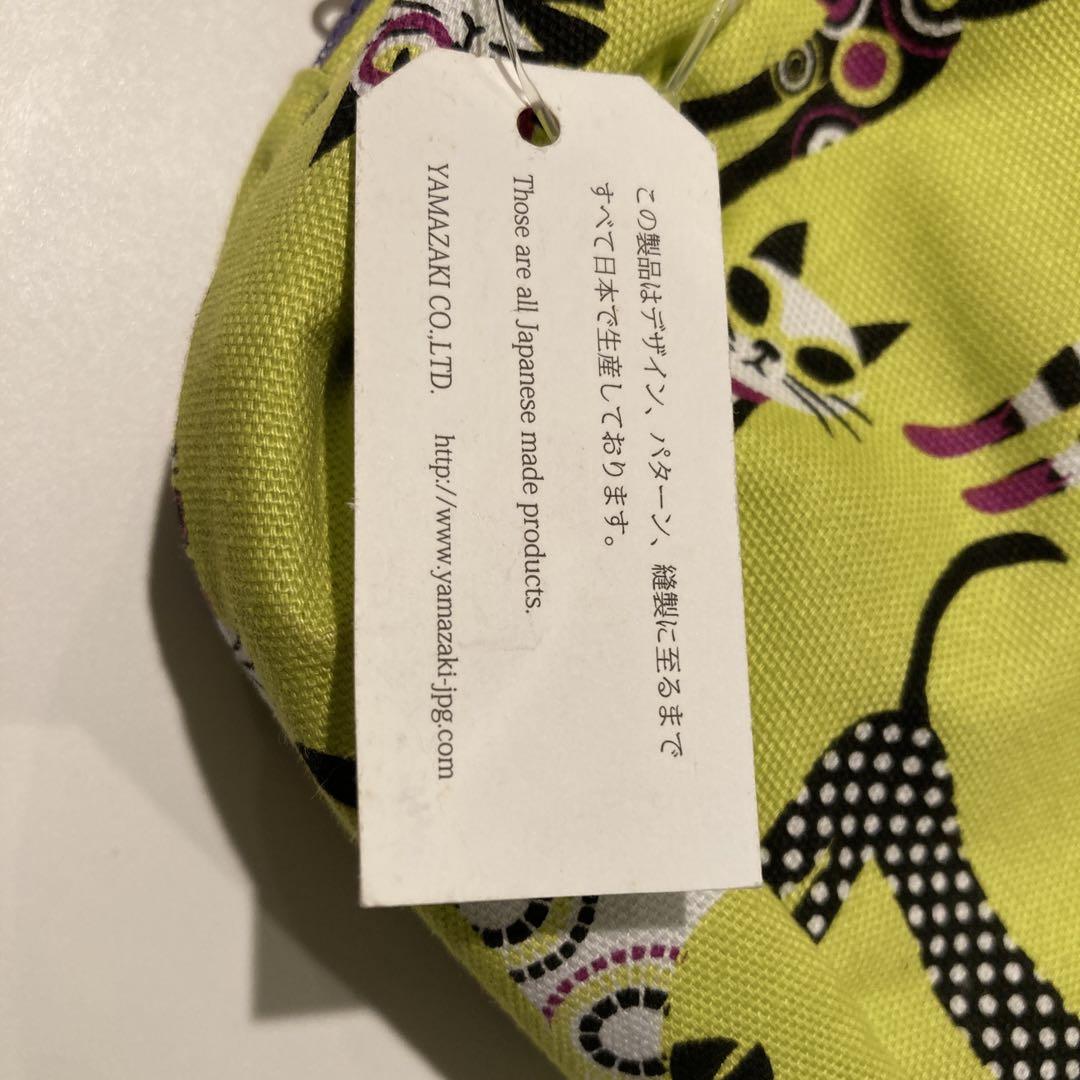 この製品はデザイン、パターン、縫製に至るまで
すべて日本で生産しております。
Those are all Japanese made products.
YAMAZAKI CO.,LTD. http://www.yamazaki-jpg.com